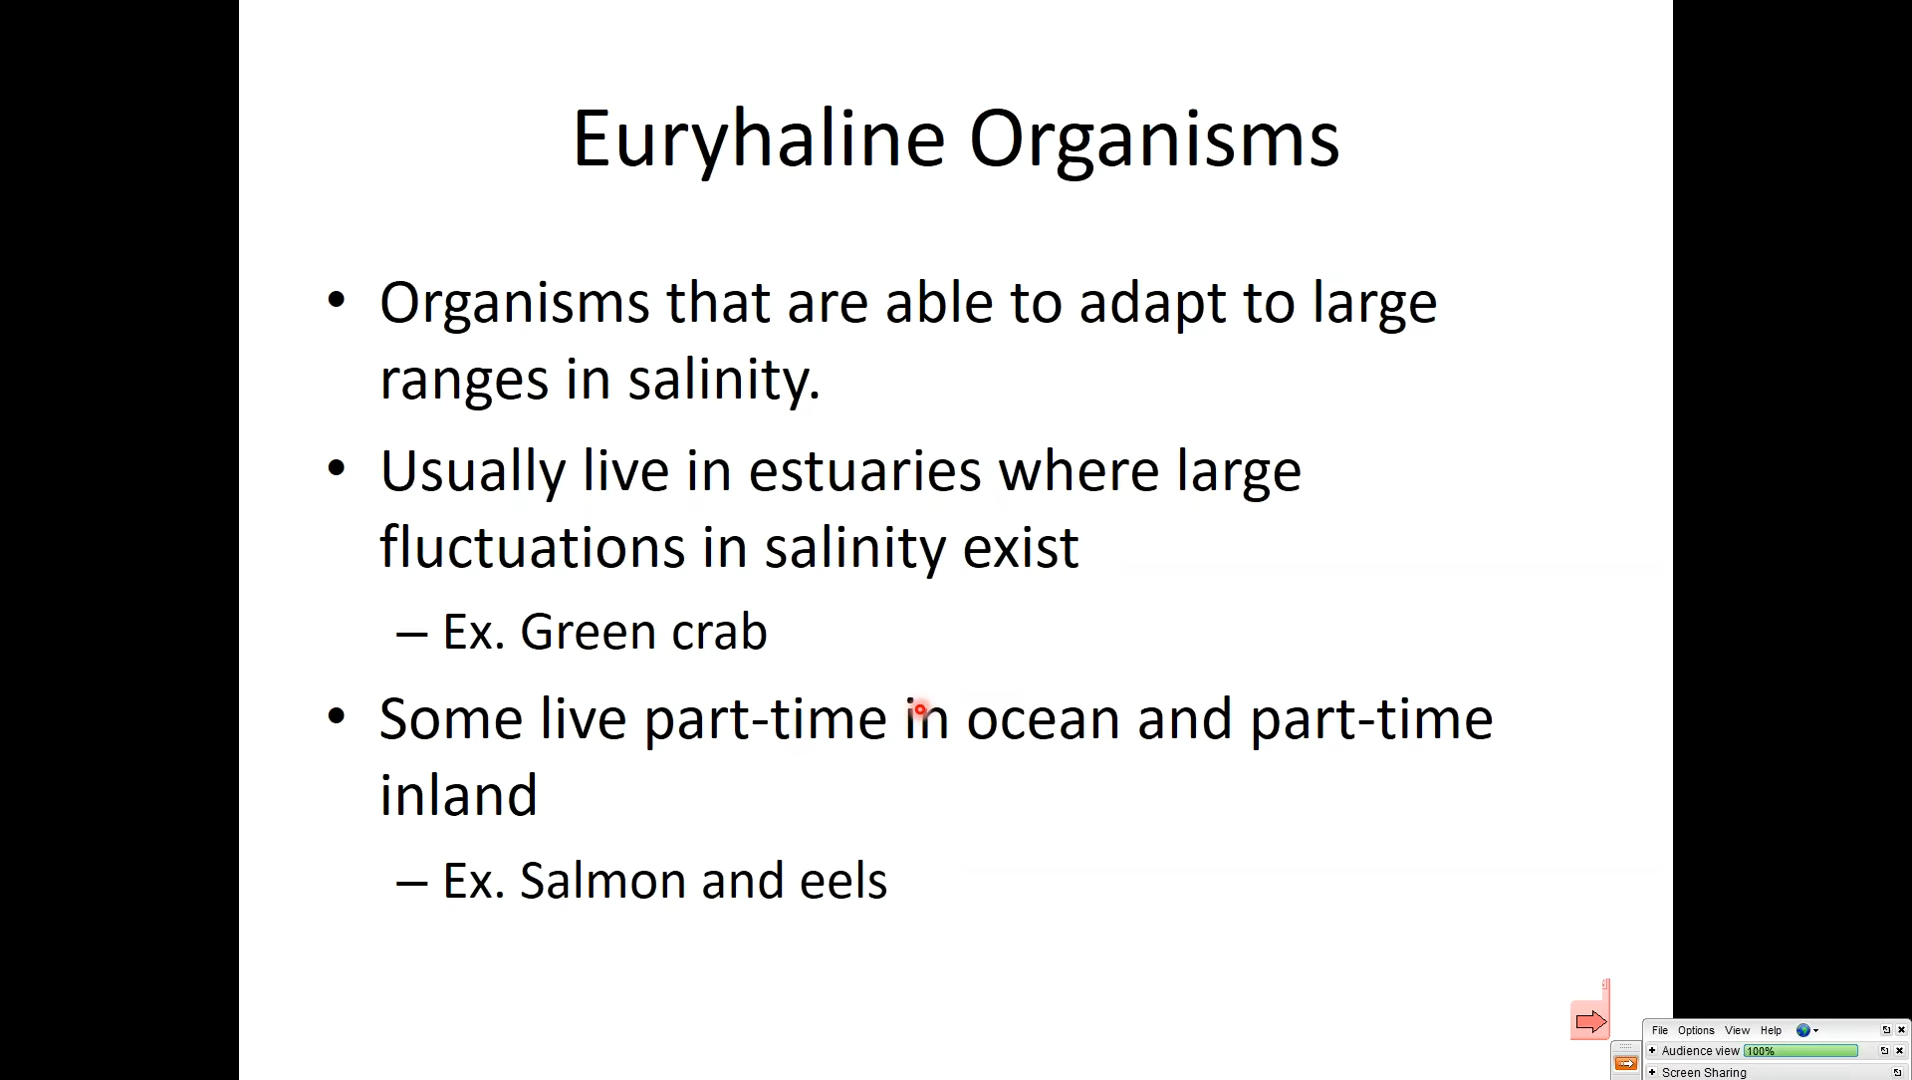 Euryhaline Organisms
• Organisms that are able to adapt to large
ranges in salinity.
• Usually live in estuaries where large
fluctuations in salinity exist
– Ex. Green crab
• Some live part-time in ocean and part-time
inland
– Ex. Salmon and eels
File Options View Help
Audience view 100%
Screen Sharing